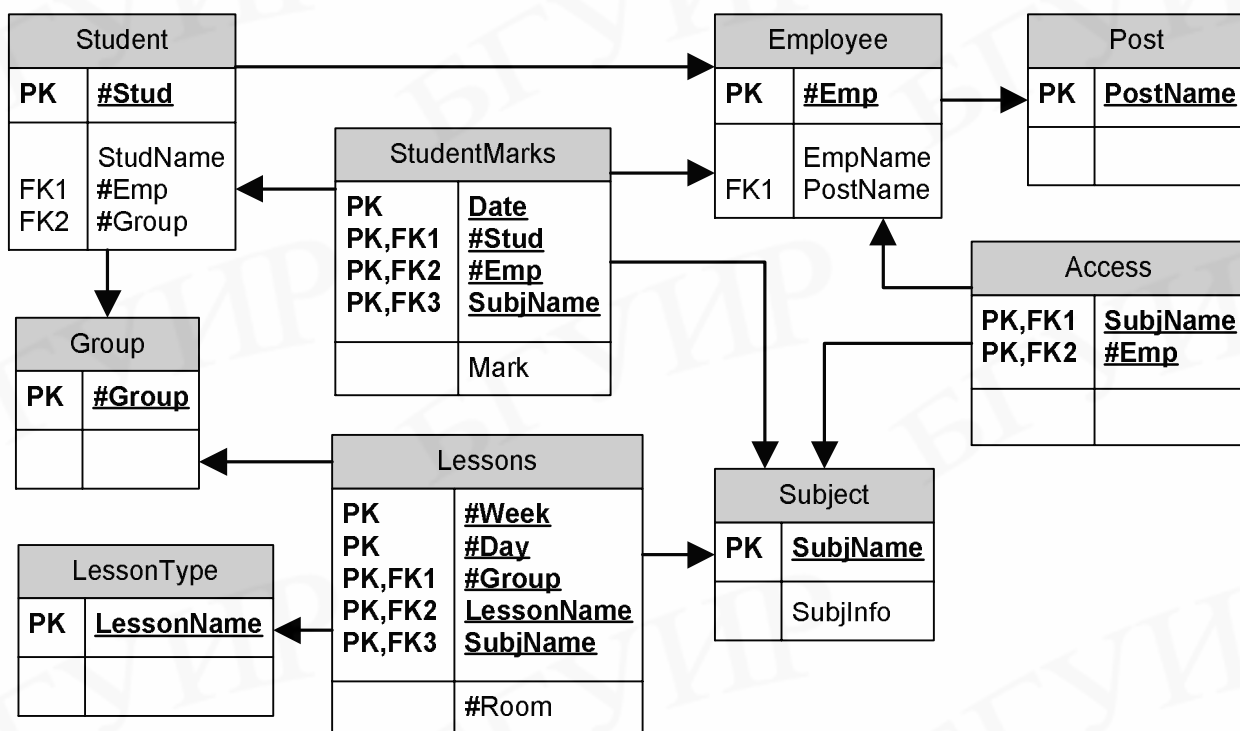 Student
PK #Stud
StudName
FK1 #Emp
FK2 #Group
Employee
PK #Emp
EmpName
FK1 PostName
Post
PK PostName
StudentMarks
PK Date
PK,FK1 #Stud
PK,FK2 #Emp
PK,FK3 SubjName
Mark
Access
PK,FK1 SubjName
PK,FK2 #Emp
Group
PK #Group
Lessons
PK #Week
PK #Day
PK,FK1 #Group
PK,FK2 LessonName
PK,FK3 SubjName
#Room
Subject
PK SubjName
SubjInfo
LessonType
PK LessonName
БГУИР